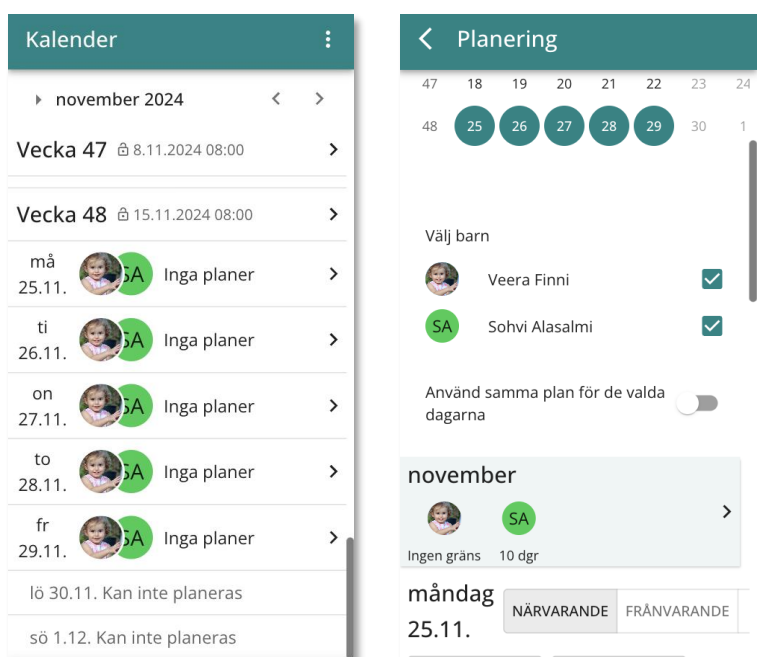 Kalender
november 2024
Vecka 47 8.11.2024 08:00
Vecka 48 15.11.2024 08:00
må
25.11.
SA
Inga planer
ti
26.11.
SA
Inga planer
on
27.11.
SA
Inga planer
to
28.11.
SA
Inga planer
fr
29.11.
SA
Inga planer
lö 30.11. Kan inte planeras
sö 1.12. Kan inte planeras
Planering
47 18 19 20 21 22 23 24
48 25 26 27 28 29 30 1
Välj barn
Veera Finni
SA Sohvi Alasalmi
Använd samma plan för de valda
dagarna
november
SA
Ingen gräns 10 dgr
måndag
25.11.
NÄRVARANDE FRÅNVARANDE